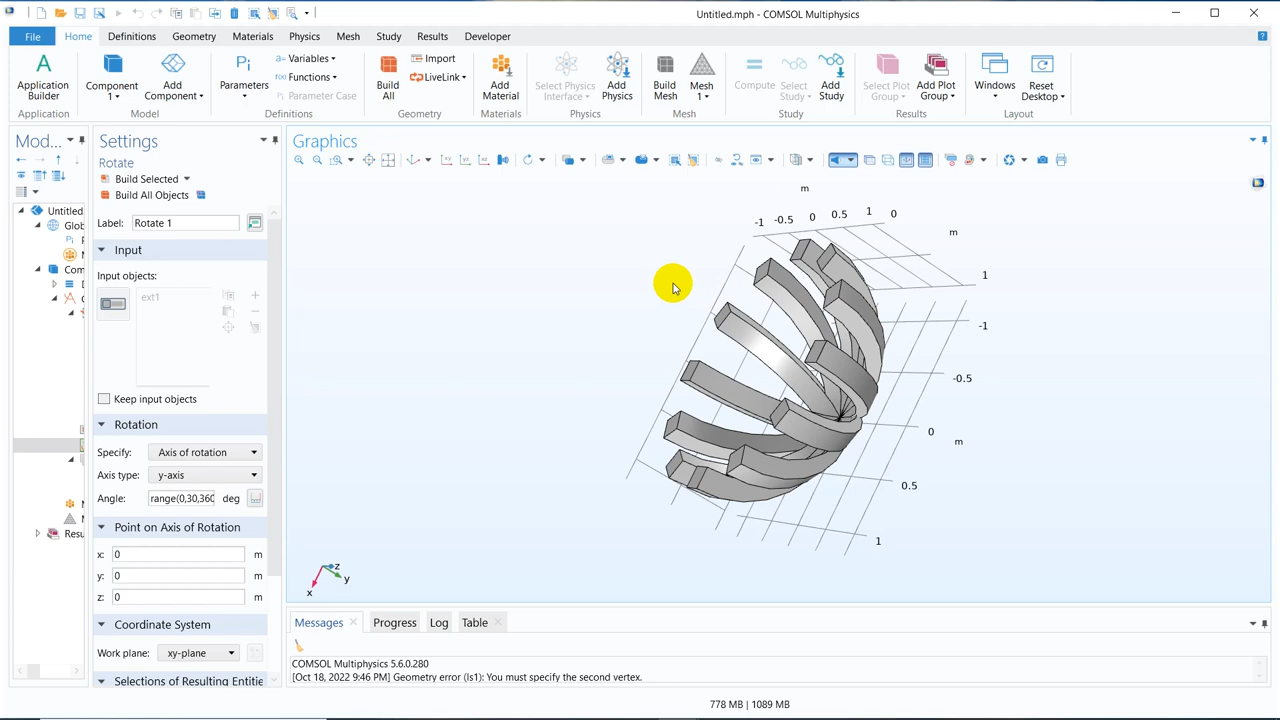 Untitled.mph - COMSOL Multiphysics
File Home Definitions Geometry Materials Physics Mesh Study Results Developer
Application Builder
Component 1
Add Component
Pi Parameters
a= Variables
f(x) Functions
Pi Parameter Case
Build All
Import
LiveLink
Add Material
Select Physics Interface
Add Physics
Build Mesh
Mesh 1
Compute
Select Study
Add Study
Select Plot Group
Add Plot Group
Windows
Reset Desktop
Application Model Definitions Geometry Materials Physics Mesh Study Results Layout
Mod...
Untitled
Glob
Com
Resu
Settings
Rotate
Build Selected
Build All Objects
Label: Rotate 1
Input
Input objects:
ext1
Keep input objects
Rotation
Specify: Axis of rotation
Axis type: y-axis
Angle: range(0,30,360 deg
Point on Axis of Rotation
x: 0 m
y: 0 m
z: 0 m
Coordinate System
Work plane: xy-plane
Selections of Resulting Entitie
Graphics
m
-1 -0.5 0 0.5 1 0
m
1
-1
-0.5
0
m
0.5
1
z
y
x
Messages Progress Log Table
COMSOL Multiphysics 5.6.0.280
[Oct 18, 2022 9:46 PM] Geometry error (ls1): You must specify the second vertex.
778 MB | 1089 MB